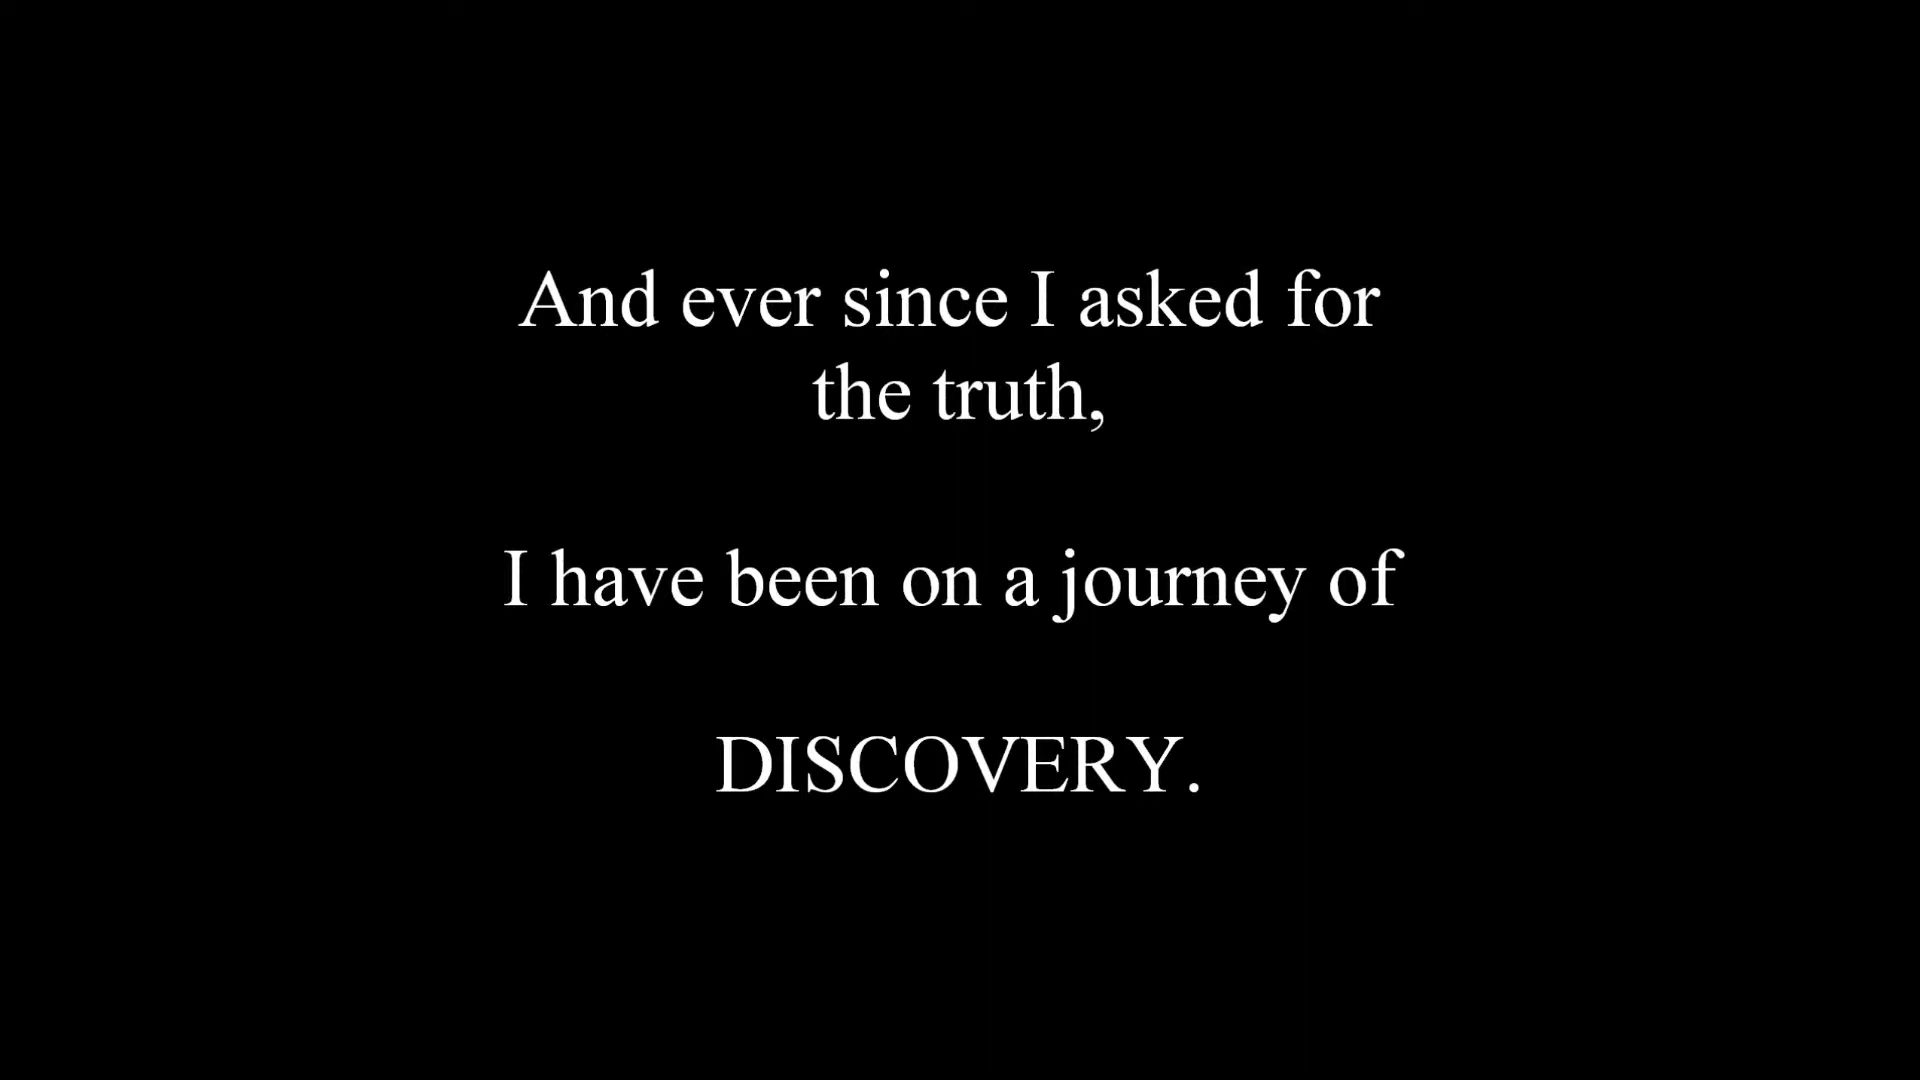 And ever since I asked for
the truth,
I have been on a journey of
DISCOVERY.